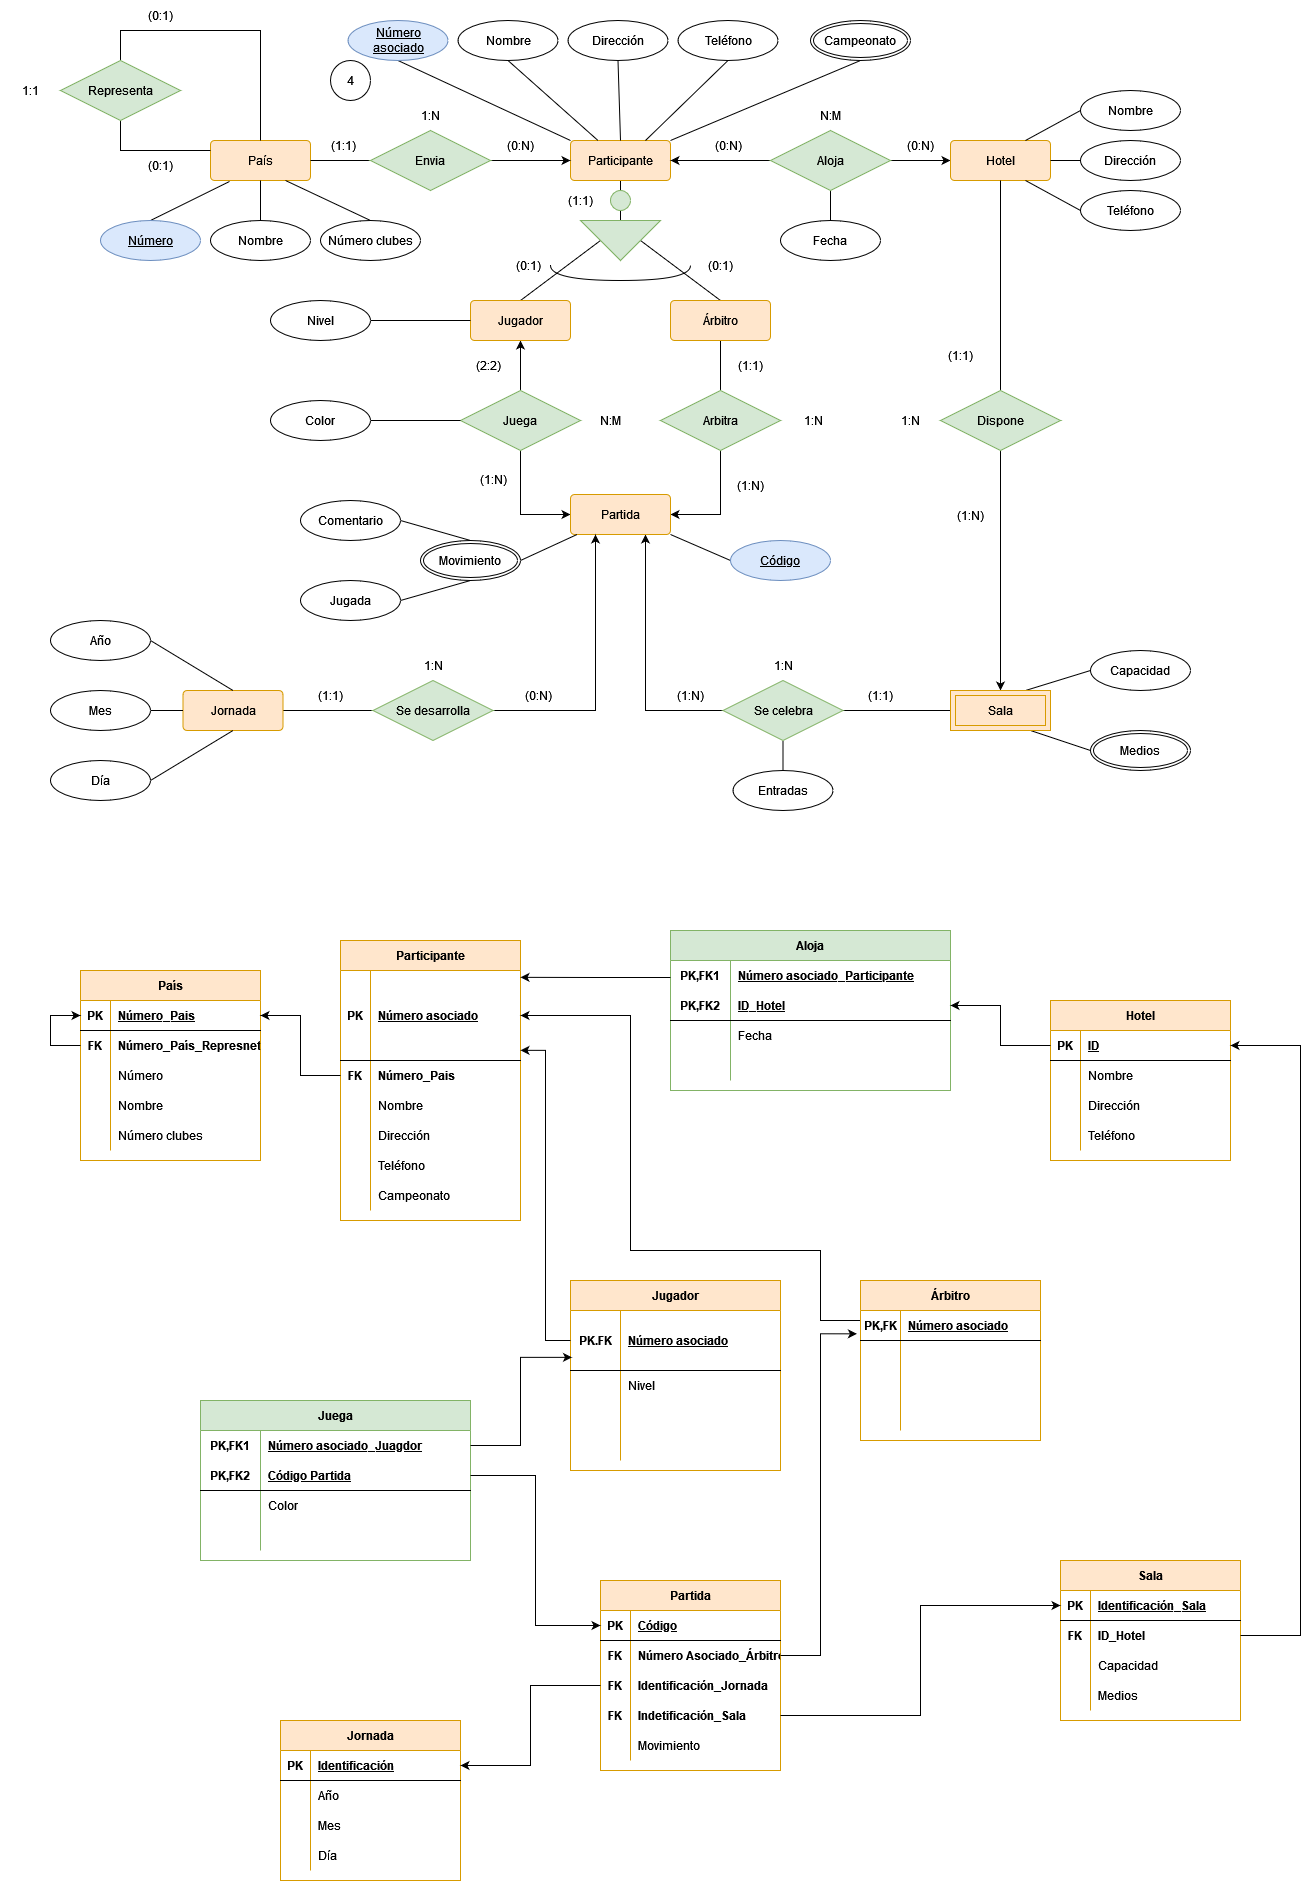 (0:1)
Número
asociado
Nombre
Dirección
Teléfono
Campeonato
4
1:1
Representa
1:N
N:M
Nombre
(0:1)
País
(1:1)
Envia
(0:N)
Participante
(0:N)
Aloja
(0:N)
Hotel
Dirección
Teléfono
(1:1)
Número
Nombre
Número clubes
Fecha
(0:1)
(0:1)
Nivel
Jugador
Árbitro
(2:2)
(1:1)
(1:1)
Color
Juega
N:M
Arbitra
1:N
1:N
Dispone
(1:N)
(1:N)
Partida
(1:N)
Comentario
Movimiento
Código
Jugada
Año
1:N
1:N
Capacidad
Mes
Jornada
(1:1)
Se desarrolla
(0:N)
(1:N)
Se celebra
(1:1)
Sala
Medios
Día
Entradas
Aloja
PK,FK1 Número asociado_Participante
PK,FK2 ID_Hotel
Fecha
Participante
PK Número asociado
FK Número_Pais
Nombre
Dirección
Teléfono
Campeonato
País
PK Número_Pais
FK Número_Pais_Represnet
Número
Nombre
Número clubes
Hotel
PK ID
Nombre
Dirección
Teléfono
Jugador
PK.FK Número asociado
Nivel
Árbitro
PK,FK Número asociado
Juega
PK,FK1 Número asociado_Juagdor
PK,FK2 Código Partida
Color
Partida
PK Código
FK Número Asociado_Árbitro
FK Identificación_Jornada
FK Indetificación_Sala
Movimiento
Sala
PK Identificación_Sala
FK ID_Hotel
Capacidad
Medios
Jornada
PK Identificación
Año
Mes
Día